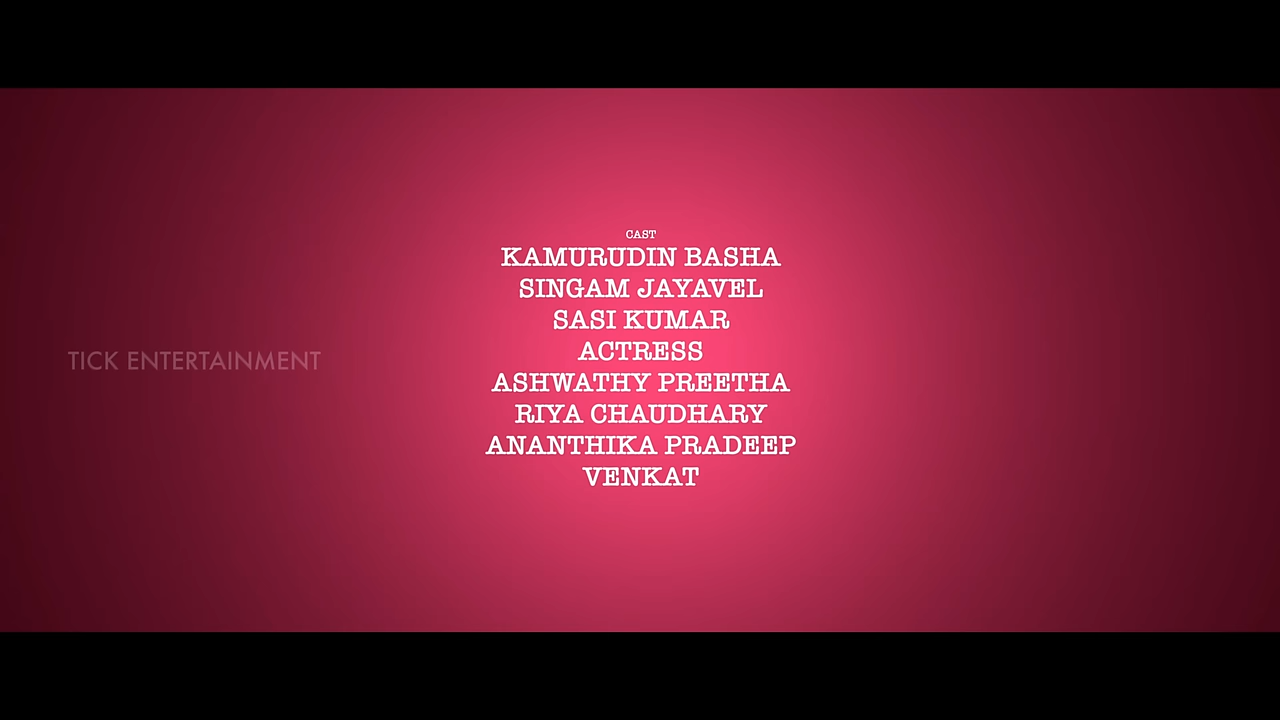 CAST
KAMURUDIN BASHA
SINGAM JAYAVEL
SASI KUMAR
ACTRESS
TICK ENTERTAINMENT
ASHWATHY PREETHA
RIYA CHAUDHARY
ANANTHIKA PRADEEP
VENKAT